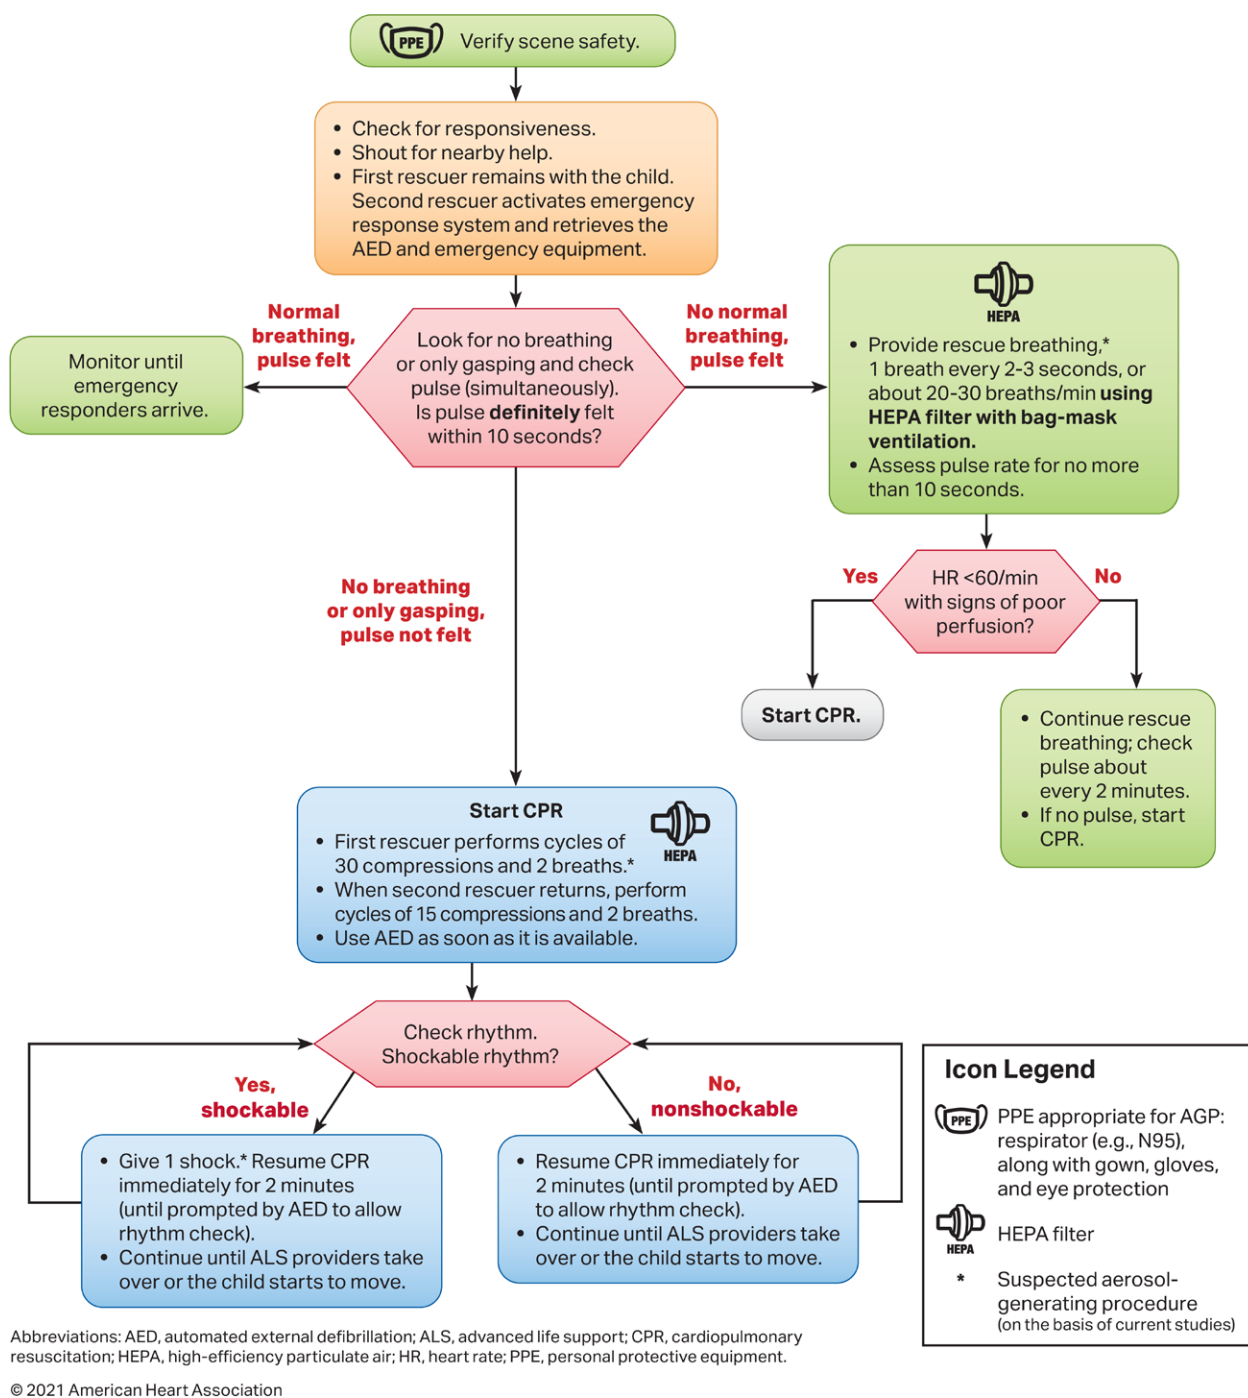 PPE Verify scene safety.
• Check for responsiveness.
• Shout for nearby help.
• First rescuer remains with the child.
Second rescuer activates emergency
response system and retrieves the
AED and emergency equipment.
Normal
breathing,
pulse felt
Monitor until
emergency
responders arrive.
Look for no breathing
or only gasping and check
pulse (simultaneously).
Is pulse definitely felt
within 10 seconds?
No normal
breathing,
pulse felt
HEPA
• Provide rescue breathing,*
1 breath every 2-3 seconds, or
about 20-30 breaths/min using
HEPA filter with bag-mask
ventilation.
• Assess pulse rate for no more
than 10 seconds.
Yes
HR <60/min
with signs of poor
perfusion?
No
Start CPR.
• Continue rescue
breathing; check
pulse about
every 2 minutes.
• If no pulse, start
CPR.
No breathing
or only gasping,
pulse not felt
Start CPR
HEPA
• First rescuer performs cycles of
30 compressions and 2 breaths.*
• When second rescuer returns, perform
cycles of 15 compressions and 2 breaths.
• Use AED as soon as it is available.
Check rhythm.
Shockable rhythm?
Yes,
shockable
No,
nonshockable
• Give 1 shock.* Resume CPR
immediately for 2 minutes
(until prompted by AED to allow
rhythm check).
• Continue until ALS providers take
over or the child starts to move.
• Resume CPR immediately for
2 minutes (until prompted by AED
to allow rhythm check).
• Continue until ALS providers take
over or the child starts to move.
Icon Legend
PPE PPE appropriate for AGP:
respirator (e.g., N95),
along with gown, gloves,
and eye protection
HEPA HEPA filter
* Suspected aerosol-
generating procedure
(on the basis of current studies)
Abbreviations: AED, automated external defibrillation; ALS, advanced life support; CPR, cardiopulmonary
resuscitation; HEPA, high-efficiency particulate air; HR, heart rate; PPE, personal protective equipment.
© 2021 American Heart Association